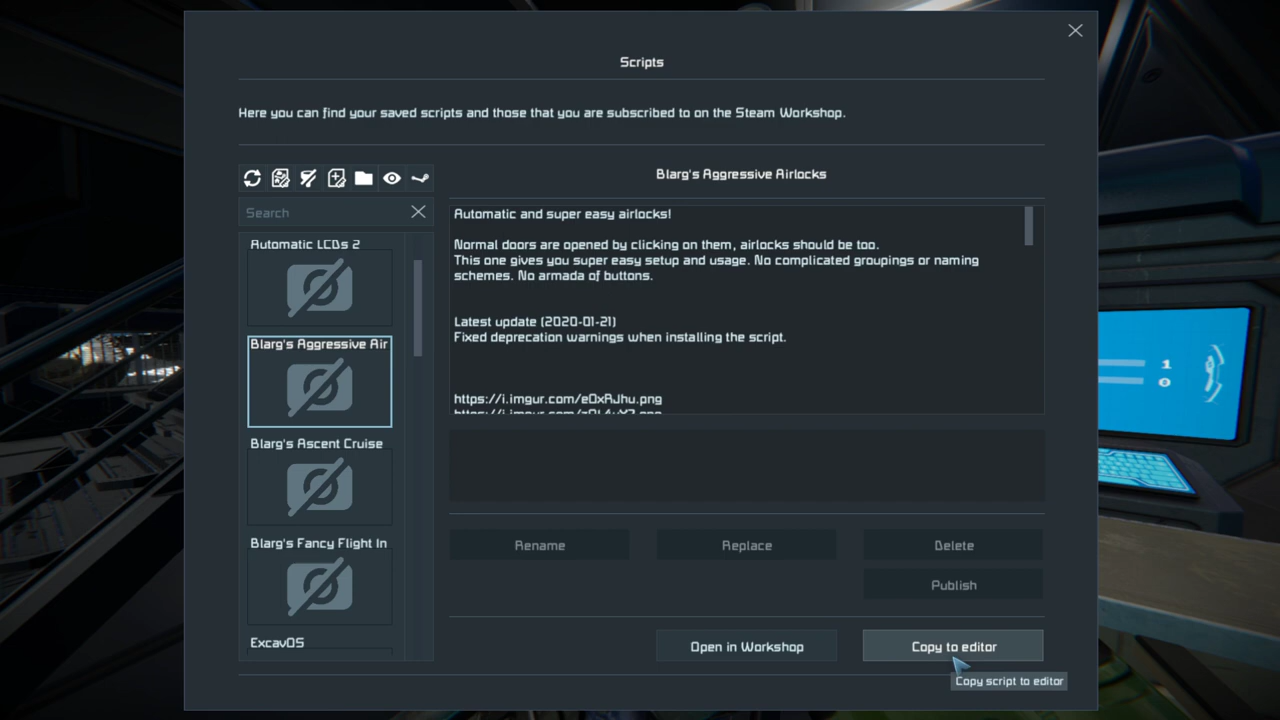 Scripts
Here you can find your saved scripts and those that you are subscribed to on the Steam Workshop.
Search
Automatic LCDs 2
Blarg's Aggressive Air
Blarg's Ascent Cruise
Blarg's Fancy Flight In
ExcavOS
Blarg's Aggressive Airlocks
Automatic and super easy airlocks!
Normal doors are opened by clicking on them, airlocks should be too.
This one gives you super easy setup and usage. No complicated groupings or naming
schemes. No armada of buttons.
Latest update (2020-01-21)
Fixed deprecation warnings when installing the script.
https://i.imgur.com/eOxRJhu.png
Rename
Replace
Delete
Publish
Open in Workshop
Copy to editor
Copy script to editor
1
0